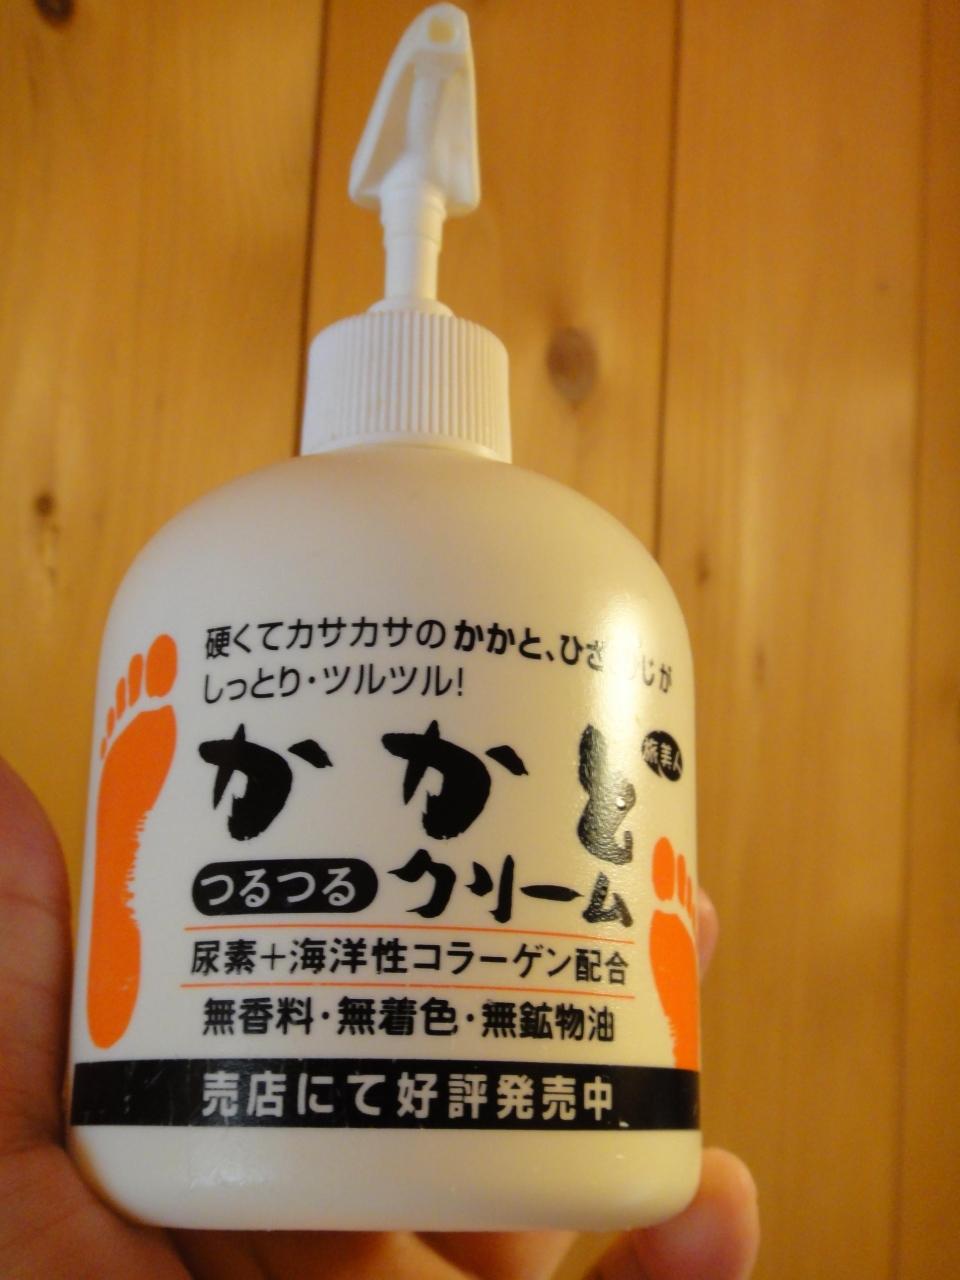 硬くてカサカサのかかと、ひざ、ひじが
しっとり・ツルツル!
かかと
旅美人
つるつる クリーム
尿素+海洋性コラーゲン配合
無香料・無着色・無鉱物油
売店にて好評発売中